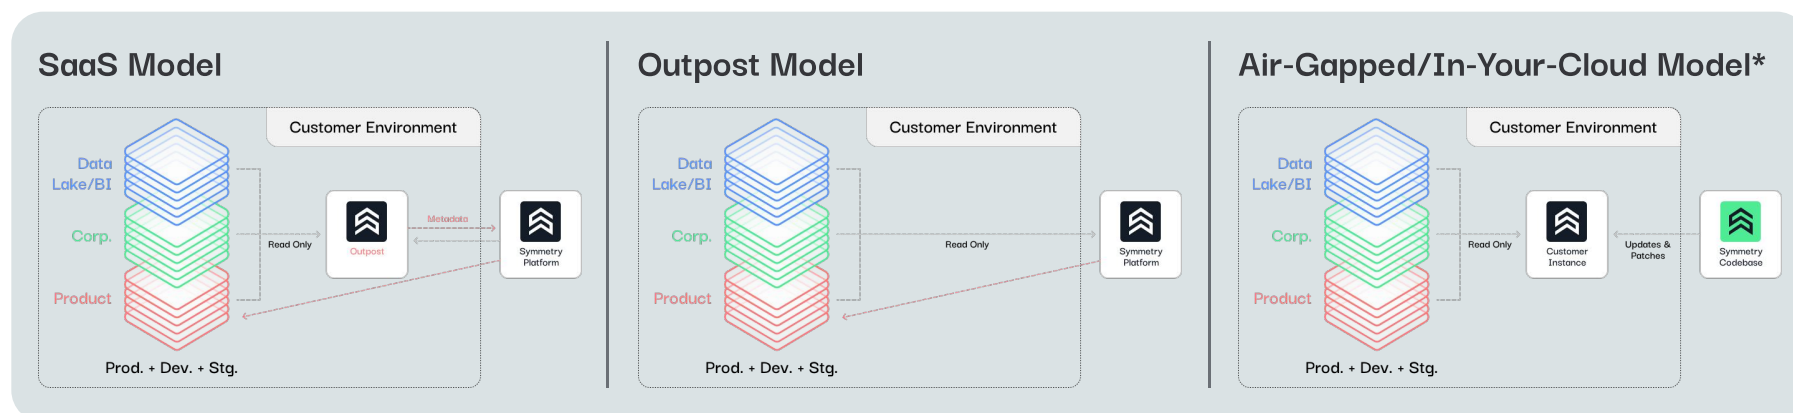 SaaS Model
Customer Environment
Data
Lake/BI
Corp.
Product
Read Only
Outpost
Metadata
Symmetry
Platform
Prod. + Dev. + Stg.
Outpost Model
Customer Environment
Data
Lake/BI
Corp.
Product
Read Only
Symmetry
Platform
Prod. + Dev. + Stg.
Air-Gapped/In-Your-Cloud Model*
Customer Environment
Data
Lake/BI
Corp.
Product
Read Only
Customer
Instance
Updates &
Patches
Symmetry
Codebase
Prod. + Dev. + Stg.